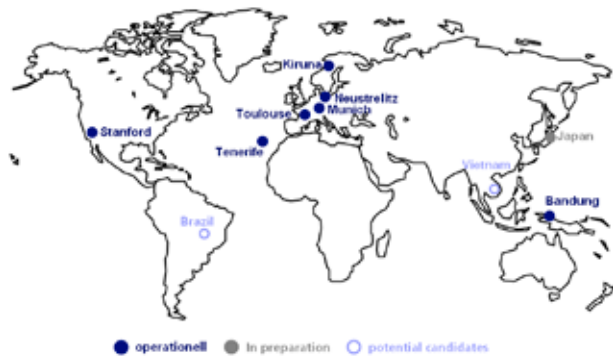 Kiruna
Neustrelitz
Munich
Toulouse
Stanford
Tenerife
Japan
Vietnam
Bandung
Brazil
operationell
In preparation
potential candidates